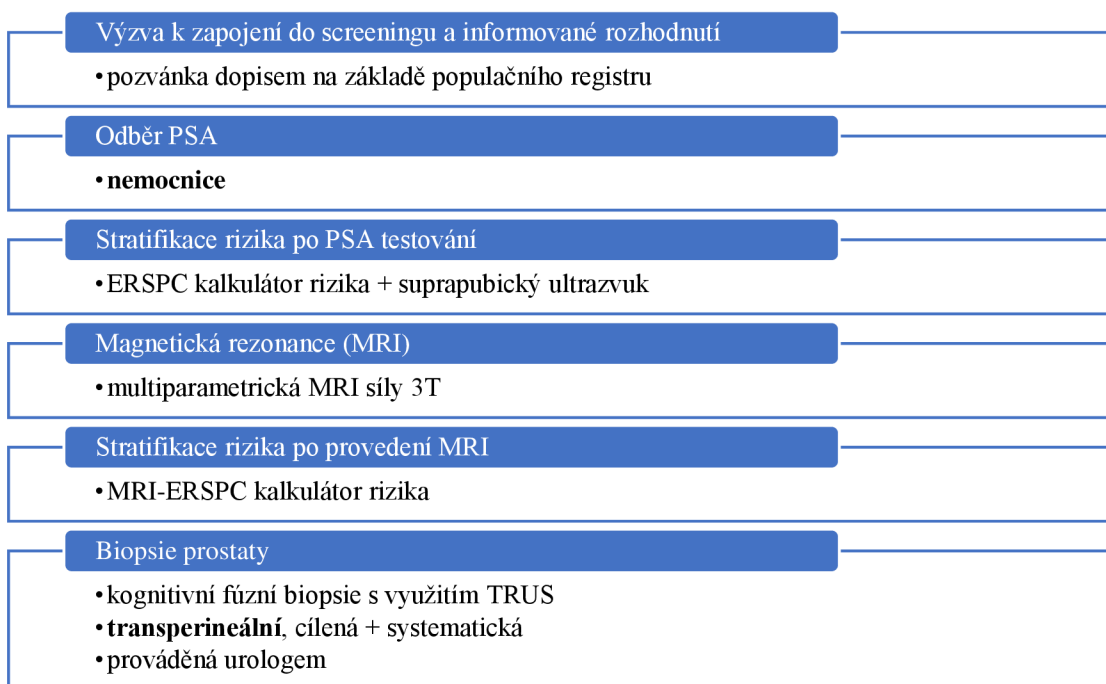 Výzva k zapojení do screeningu a informované rozhodnutí
•pozvánka dopisem na základě populačního registru
Odběr PSA
•nemocnice
Stratifikace rizika po PSA testování
•ERSPC kalkulátor rizika + suprapubický ultrazvuk
Magnetická rezonance (MRI)
•multiparametrická MRI síly 3T
Stratifikace rizika po provedení MRI
•MRI-ERSPC kalkulátor rizika
Biopsie prostaty
•kognitivní fúzní biopsie s využitím TRUS
•transperineální, cílená + systematická
•prováděná urologem